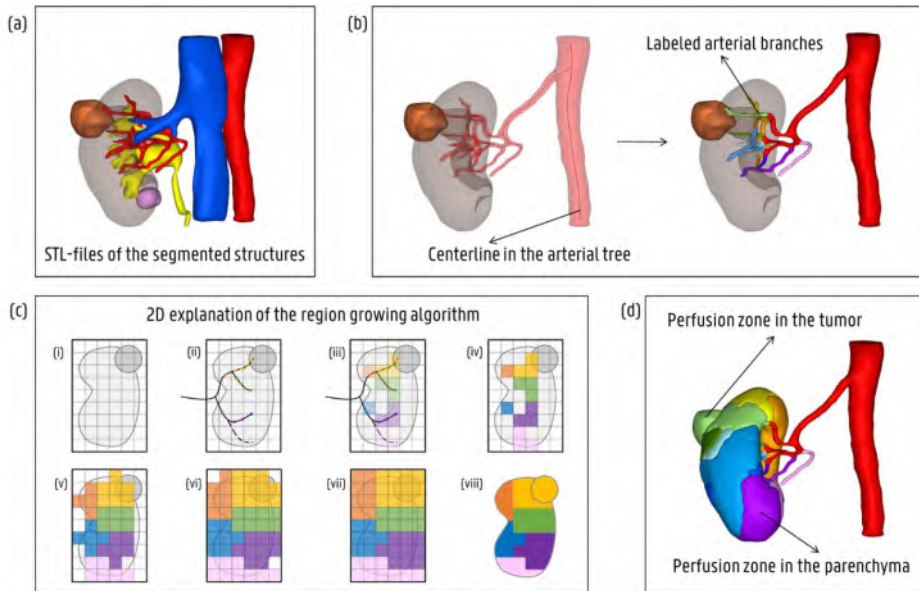 (a)
STL-files of the segmented structures
(b)
Labeled arterial branches
Centerline in the arterial tree
(c)
2D explanation of the region growing algorithm
(i)
(ii)
(iii)
(iv)
(v)
(vi)
(vii)
(viii)
(d)
Perfusion zone in the tumor
Perfusion zone in the parenchyma